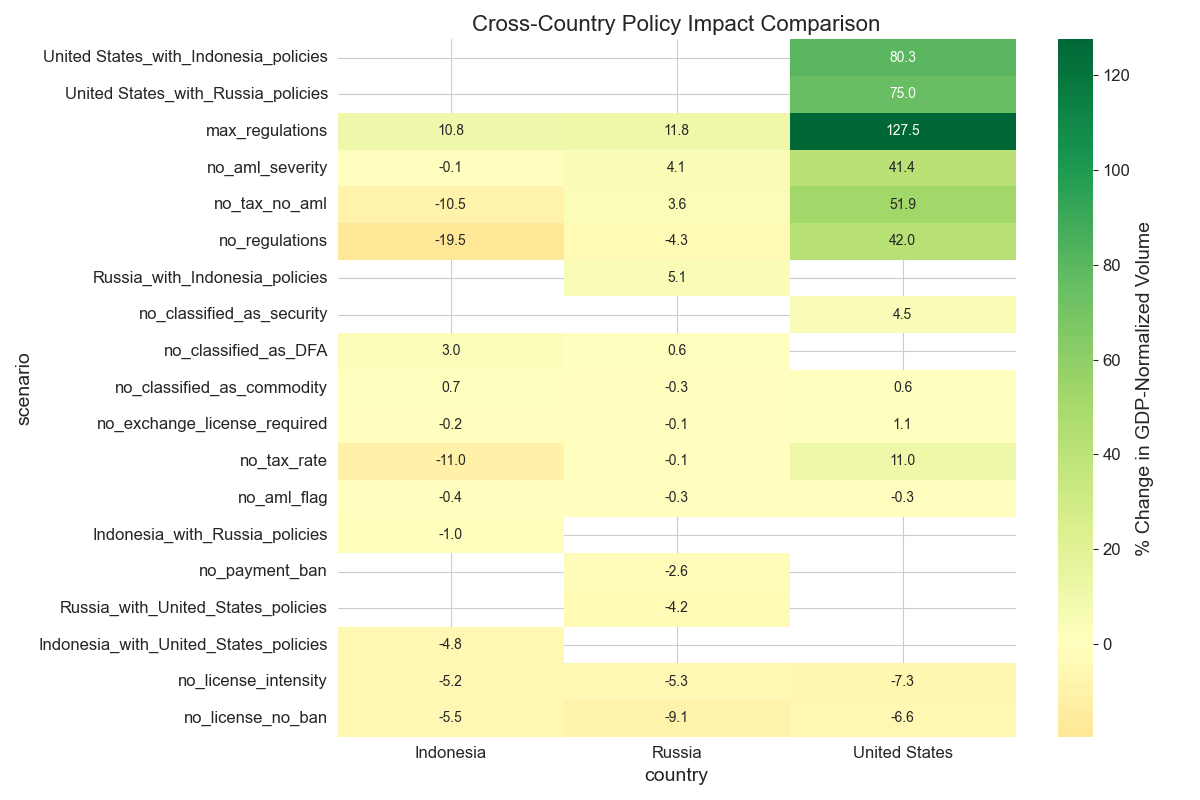 Cross-Country Policy Impact Comparison
United States_with_Indonesia_policies 80.3
United States_with_Russia_policies 75.0
max_regulations 10.8 11.8 127.5
no_aml_severity -0.1 4.1 41.4
no_tax_no_aml -10.5 3.6 51.9
no_regulations -19.5 -4.3 42.0
Russia_with_Indonesia_policies 5.1
no_classified_as_security 4.5
no_classified_as_DFA 3.0 0.6
no_classified_as_commodity 0.7 -0.3 0.6
no_exchange_license_required -0.2 -0.1 1.1
no_tax_rate -11.0 -0.1 11.0
no_aml_flag -0.4 -0.3 -0.3
Indonesia_with_Russia_policies -1.0
no_payment_ban -2.6
Russia_with_United_States_policies -4.2
Indonesia_with_United_States_policies -4.8
no_license_intensity -5.2 -5.3 -7.3
no_license_no_ban -5.5 -9.1 -6.6
Indonesia Russia United States
country
scenario
120
100
80
60
40
20
0
% Change in GDP-Normalized Volume